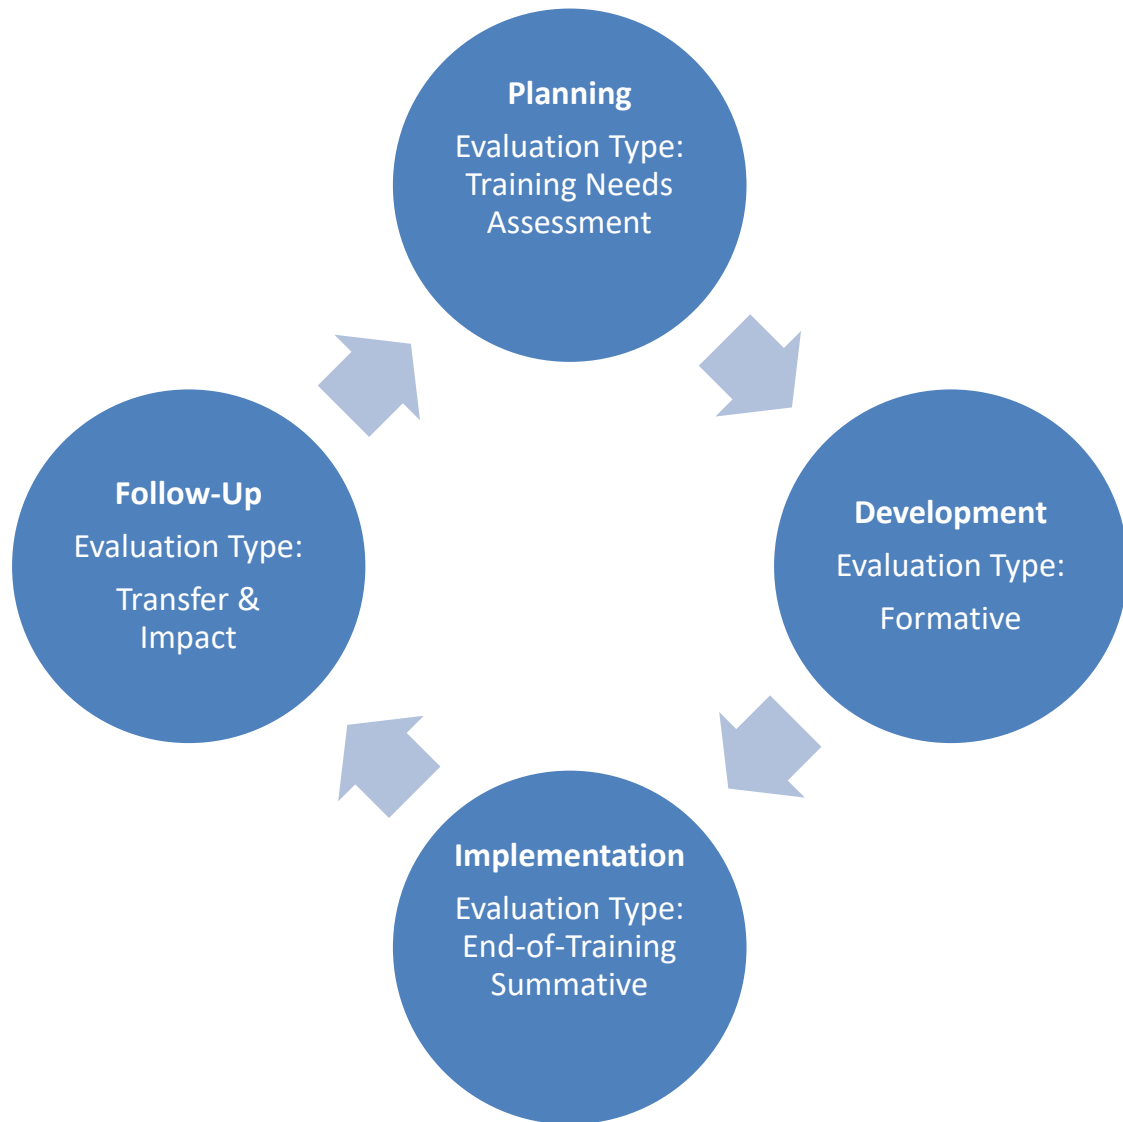 Planning
Evaluation Type:
Training Needs
Assessment
Development
Evaluation Type:
Formative
Implementation
Evaluation Type:
End-of-Training
Summative
Follow-Up
Evaluation Type:
Transfer &
Impact